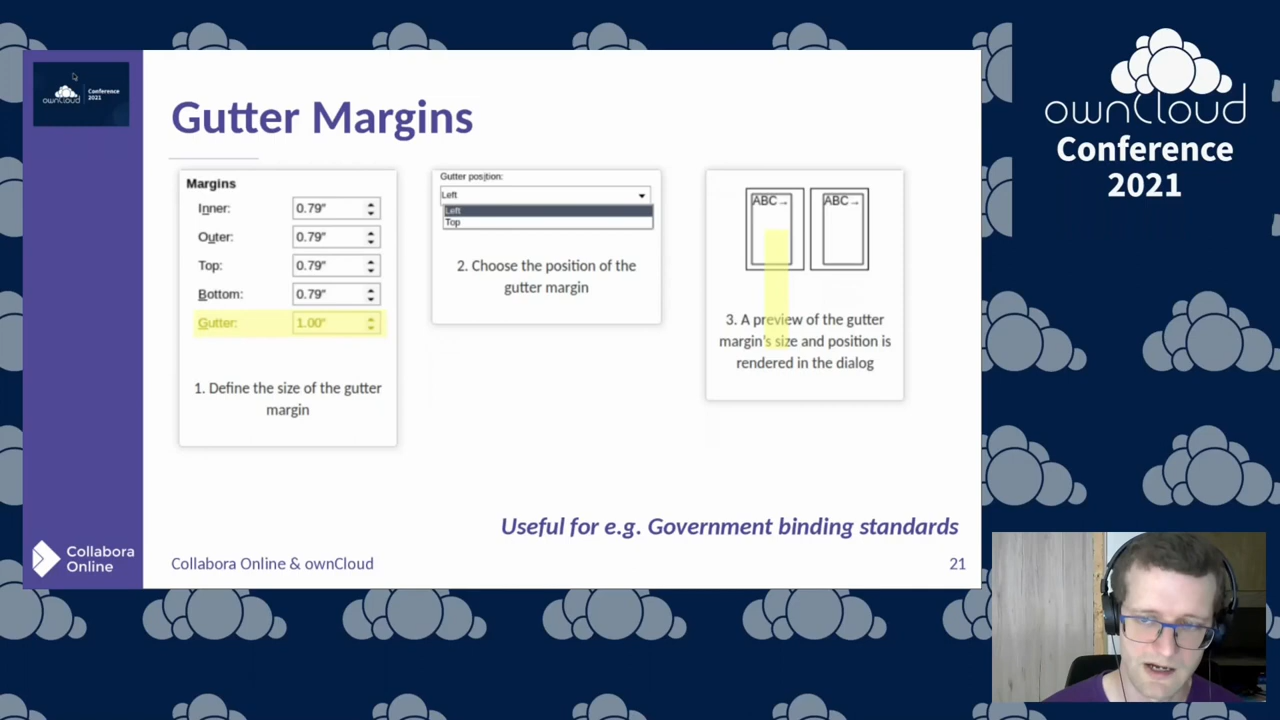 ownCloud
Conference
2021
Gutter Margins
Margins
Inner: 0.79"
Outer: 0.79"
Top: 0.79"
Bottom: 0.79"
Gutter: 1.00"
1. Define the size of the gutter
margin
Gutter position:
Left
Left
Top
2. Choose the position of the
gutter margin
ABC→ ABC→
3. A preview of the gutter
margin's size and position is
rendered in the dialog
Useful for e.g. Government binding standards
Collabora
Online
Collabora Online & ownCloud
21
ownCloud
Conference
2021